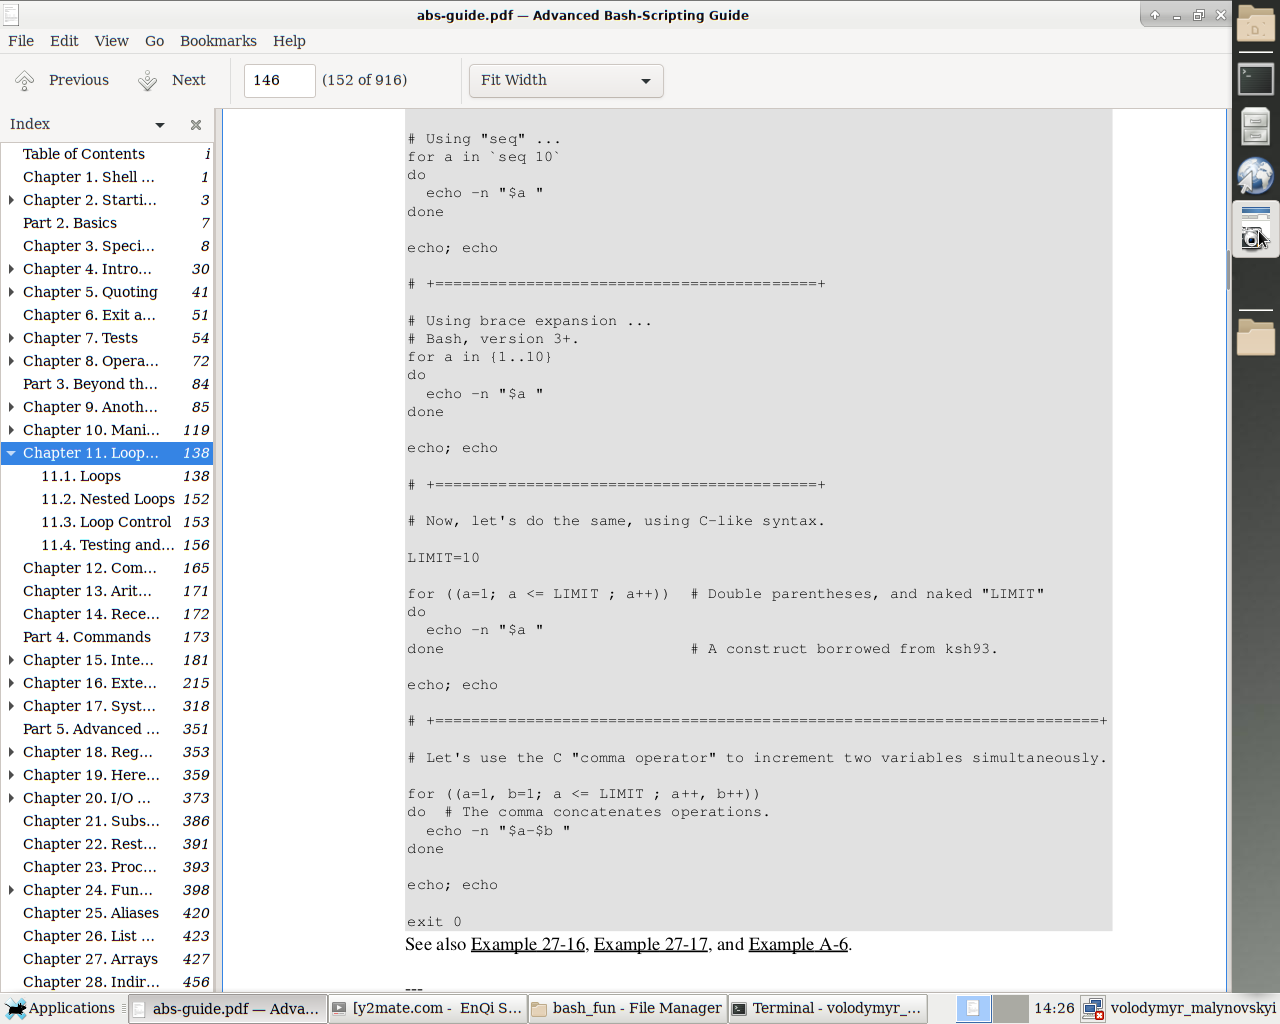 abs-guide.pdf — Advanced Bash-Scripting Guide
File Edit View Go Bookmarks Help
Previous Next 146 (152 of 916) Fit Width
Index
Table of Contents i
Chapter 1. Shell ... 1
Chapter 2. Starti... 3
Part 2. Basics 7
Chapter 3. Speci... 8
Chapter 4. Intro... 30
Chapter 5. Quoting 41
Chapter 6. Exit a... 51
Chapter 7. Tests 54
Chapter 8. Opera... 72
Part 3. Beyond th... 84
Chapter 9. Anoth... 85
Chapter 10. Mani... 119
Chapter 11. Loop... 138
11.1. Loops 138
11.2. Nested Loops 152
11.3. Loop Control 153
11.4. Testing and... 156
Chapter 12. Com... 165
Chapter 13. Arit... 171
Chapter 14. Rece... 172
Part 4. Commands 173
Chapter 15. Inte... 181
Chapter 16. Exte... 215
Chapter 17. Syst... 318
Part 5. Advanced ... 351
Chapter 18. Reg... 353
Chapter 19. Here... 359
Chapter 20. I/O ... 373
Chapter 21. Subs... 386
Chapter 22. Rest... 391
Chapter 23. Proc... 393
Chapter 24. Fun... 398
Chapter 25. Aliases 420
Chapter 26. List ... 423
Chapter 27. Arrays 427
Chapter 28. Indir... 456
# Using "seq" ...
for a in `seq 10`
do
  echo -n "$a "
done
echo; echo
# +==========================================+
# Using brace expansion ...
# Bash, version 3+.
for a in {1..10}
do
  echo -n "$a "
done
echo; echo
# +==========================================+
# Now, let's do the same, using C-like syntax.
LIMIT=10
for ((a=1; a <= LIMIT ; a++))  # Double parentheses, and naked "LIMIT"
do
  echo -n "$a "
done                           # A construct borrowed from ksh93.
echo; echo
# +=========================================================================+
# Let's use the C "comma operator" to increment two variables simultaneously.
for ((a=1, b=1; a <= LIMIT ; a++, b++))
do  # The comma concatenates operations.
  echo -n "$a-$b "
done
echo; echo
exit 0
See also Example 27-16, Example 27-17, and Example A-6.
---
Applications abs-guide.pdf — Adva... [y2mate.com - EnQi S... bash_fun - File Manager Terminal - volodymyr_... 14:26 volodymyr_malynovskyi